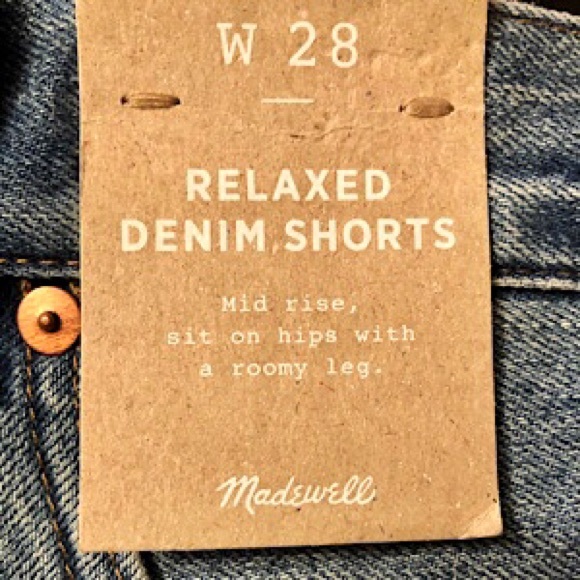 W 28
RELAXED
DENIM SHORTS
Mid rise,
sit on hips with
a roomy leg.
Madewell